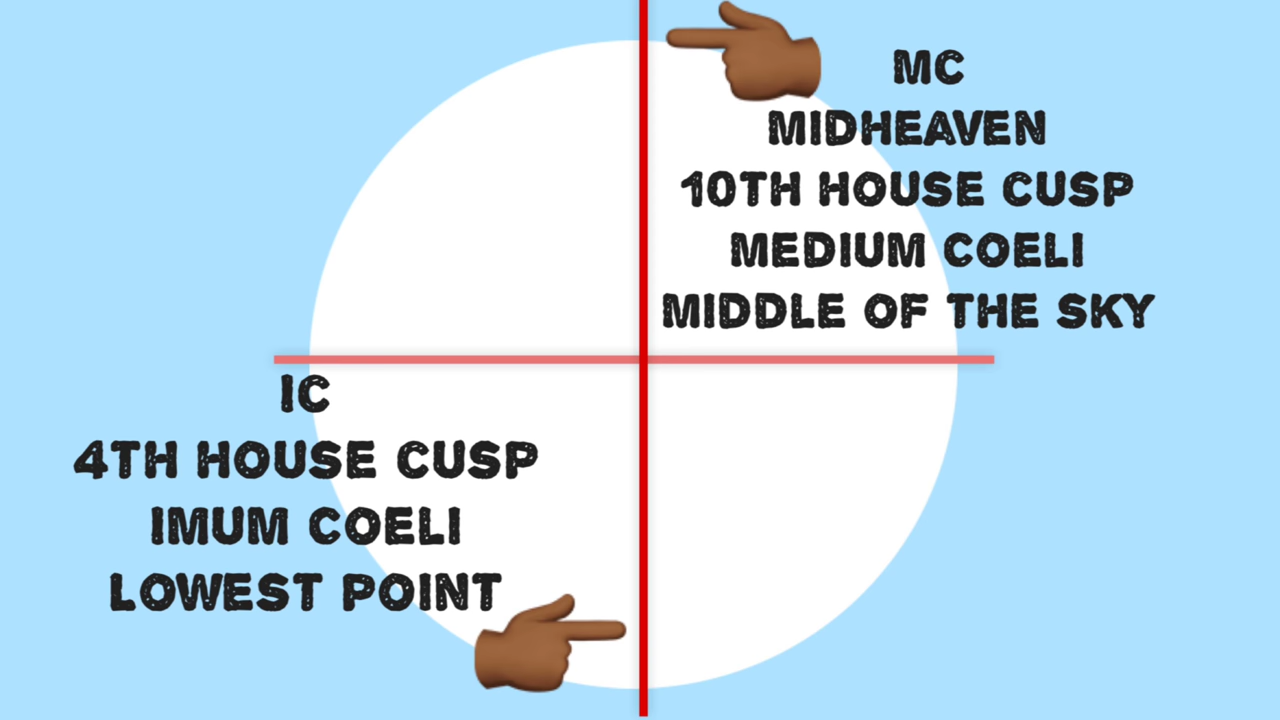 MC
MIDHEAVEN
10TH HOUSE CUSP
MEDIUM COELI
MIDDLE OF THE SKY
IC
4TH HOUSE CUSP
IMUM COELI
LOWEST POINT